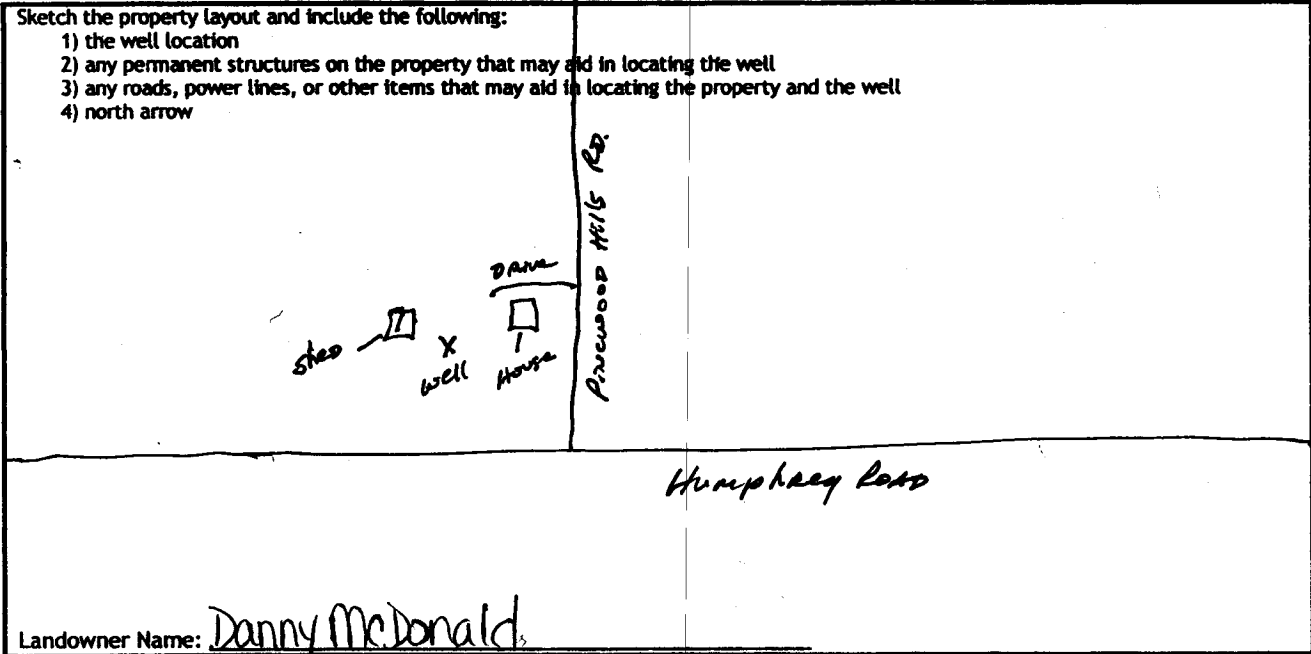 Sketch the property layout and include the following:
1) the well location
2) any permanent structures on the property that may aid in locating the well
3) any roads, power lines, or other items that may aid in locating the property and the well
4) north arrow
PINEWOOD Hills RD.
DRIVE
Shed
X
well
House
Humphrey ROAD
Landowner Name: Danny McDonald